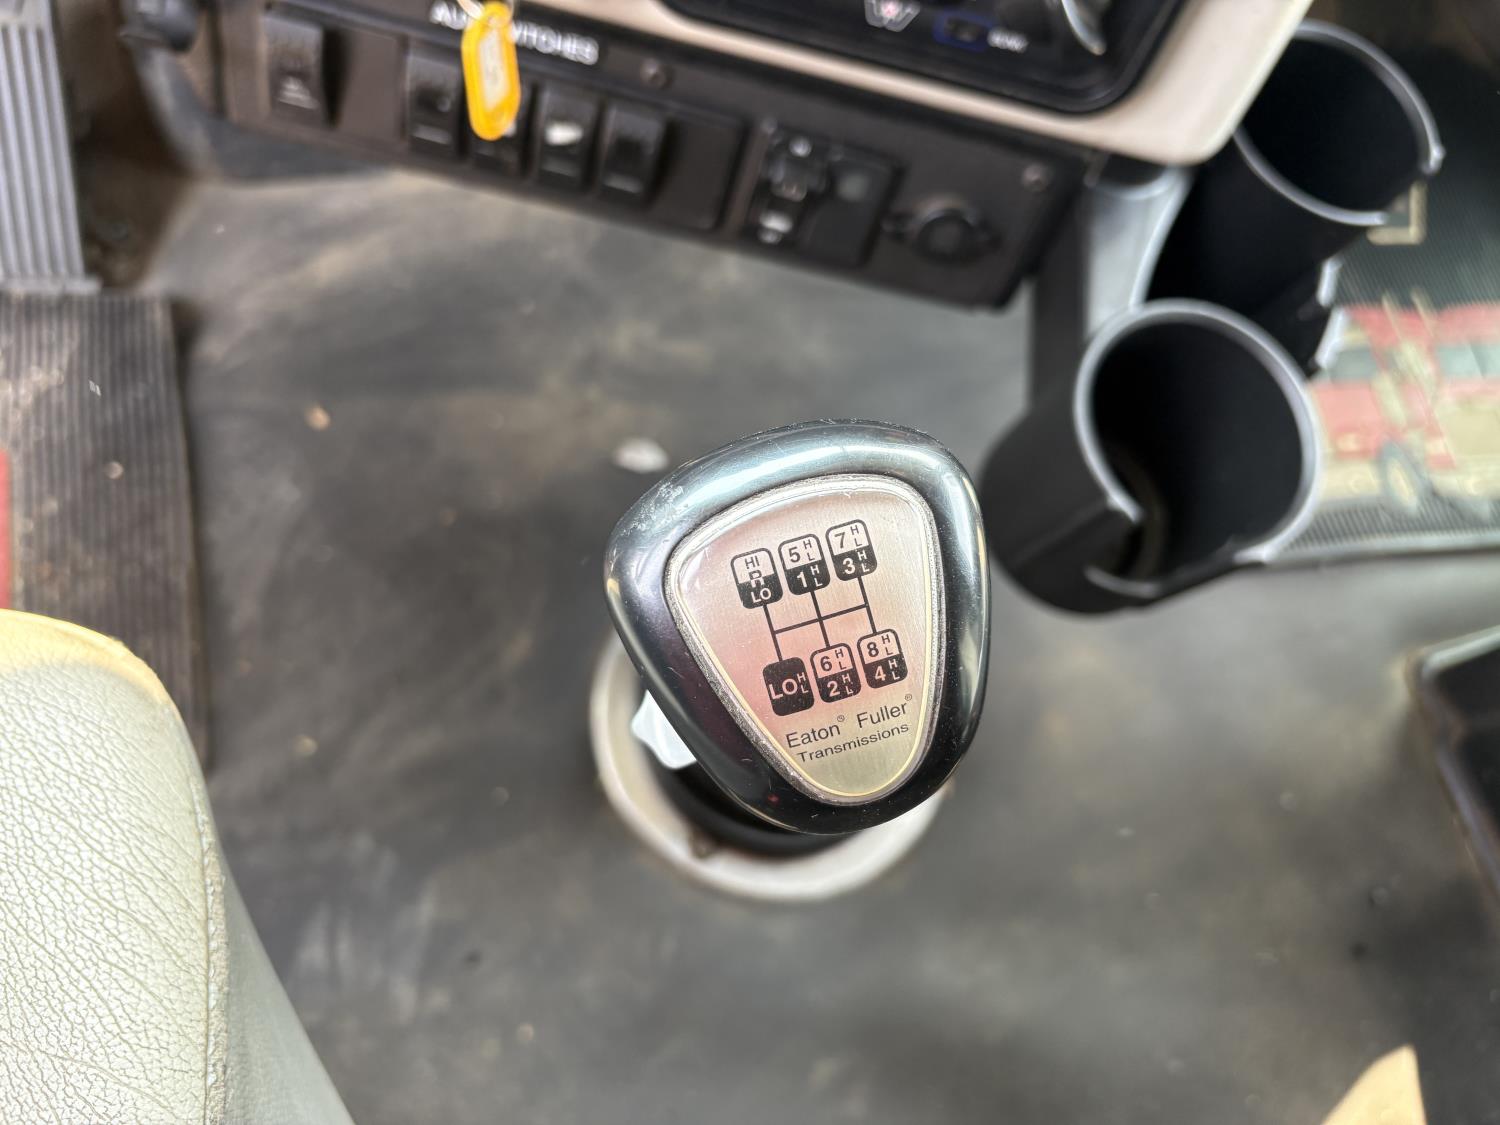 HI 5 H L 7 H L
R LO 1 H L 3 H L
LO H L 6 H L 8 H L
2 H L 4 H L
Eaton® Fuller®
Transmissions